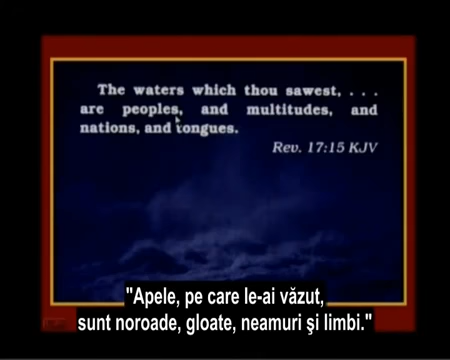 The waters which thou sawest, . . .
are peoples, and multitudes, and
nations, and tongues.
Rev. 17:15 KJV
"Apele, pe care le-ai văzut,
sunt noroade, gloate, neamuri şi limbi."